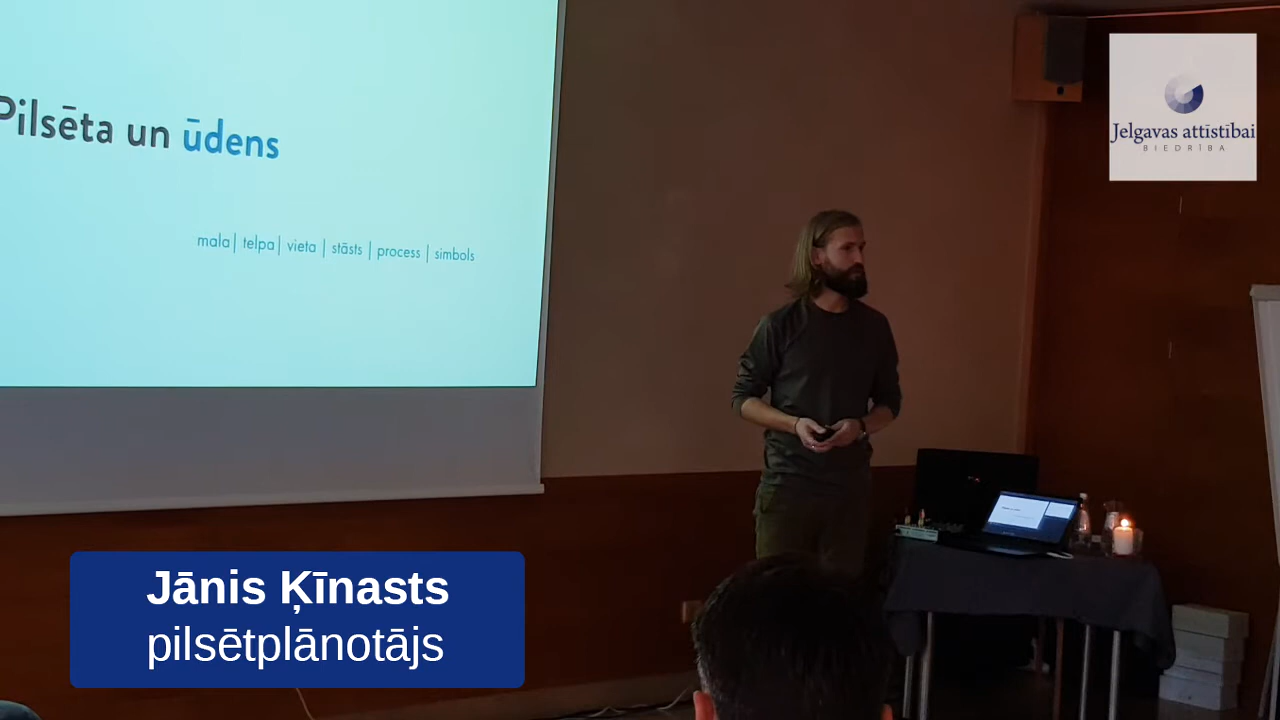 Pilsēta un ūdens
mala | telpa | vieta | stāsts | process | simbols
Jelgavas attīstībai
BIEDRĪBA
Jānis Ķīnasts
pilsētplānotājs